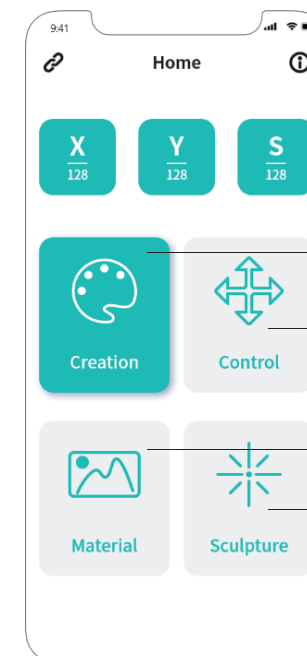 9:41
Home
X Y S
128 128 128
Creation Control
Material Sculpture